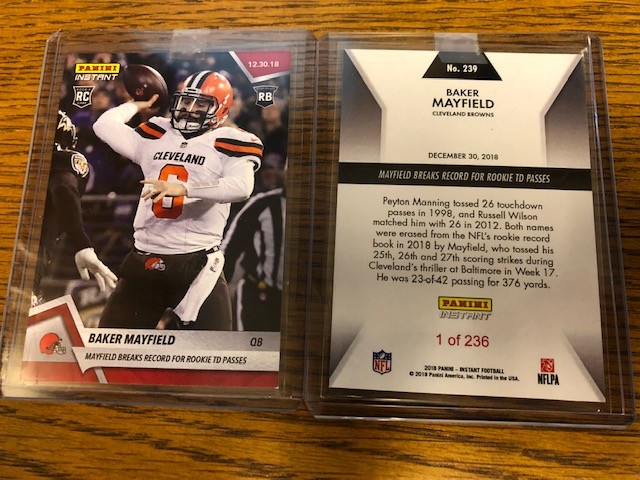 PANINI
INSTANT
12.30.18
RC
RB
CLEVELAND
6
BAKER MAYFIELD
QB
MAYFIELD BREAKS RECORD FOR ROOKIE TD PASSES
No. 239
BAKER
MAYFIELD
CLEVELAND BROWNS
DECEMBER 30, 2018
MAYFIELD BREAKS RECORD FOR ROOKIE TD PASSES
Peyton Manning tossed 26 touchdown
passes in 1998, and Russell Wilson
matched him with 26 in 2012. Both names
were erased from the NFL's rookie record
book in 2018 by Mayfield, who tossed his
25th, 26th and 27th scoring strikes during
Cleveland's thriller at Baltimore in Week 17.
He was 23-of-42 passing for 376 yards.
PANINI
INSTANT
1 of 236
NFL
2018 PANINI - INSTANT FOOTBALL
© 2018 Panini America, Inc. Printed in the USA.
NFLPA